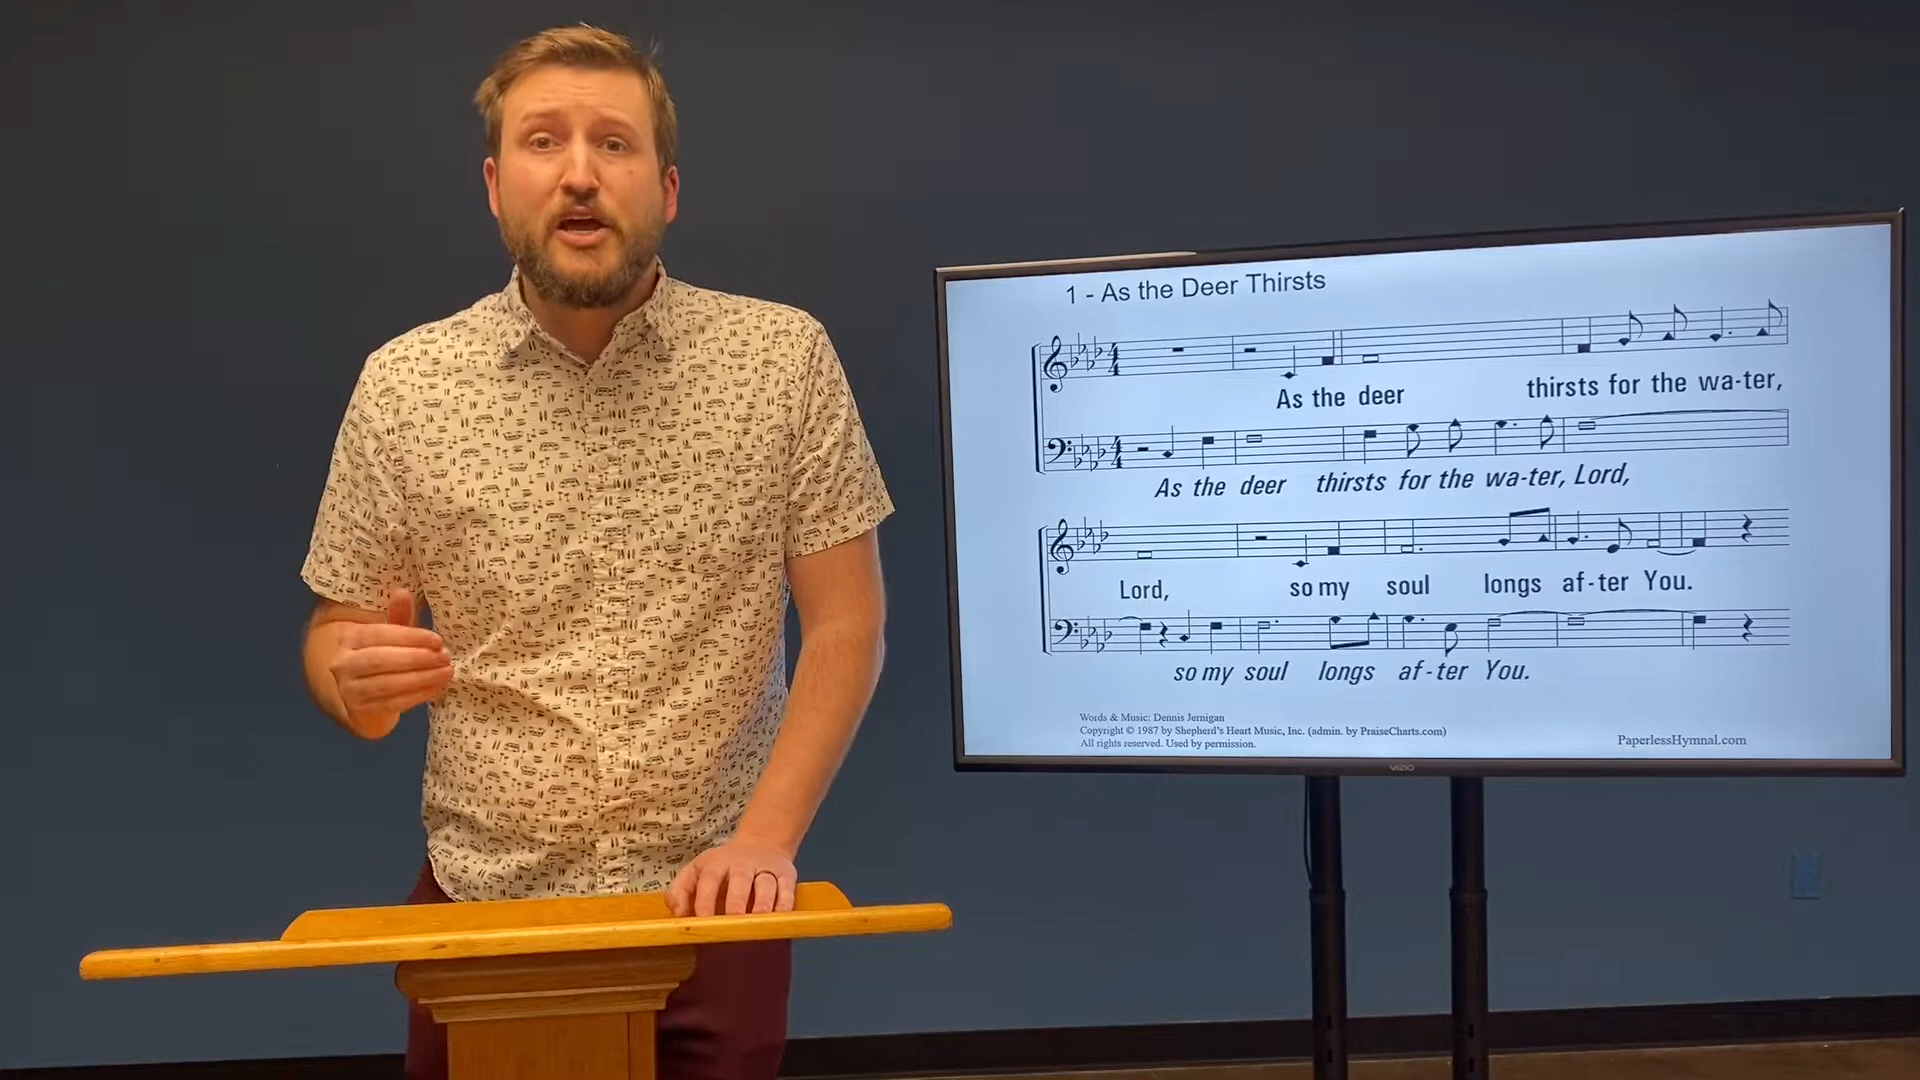 1 - As the Deer Thirsts
As the deer thirsts for the wa-ter,
As the deer thirsts for the wa-ter, Lord,
Lord, so my soul longs af-ter You.
so my soul longs af-ter You.
Words & Music: Dennis Jernigan
Copyright © 1987 by Shepherd's Heart Music, Inc. (admin. by PraiseCharts.com)
All rights reserved. Used by permission.
PaperlessHymnal.com
VIZIO